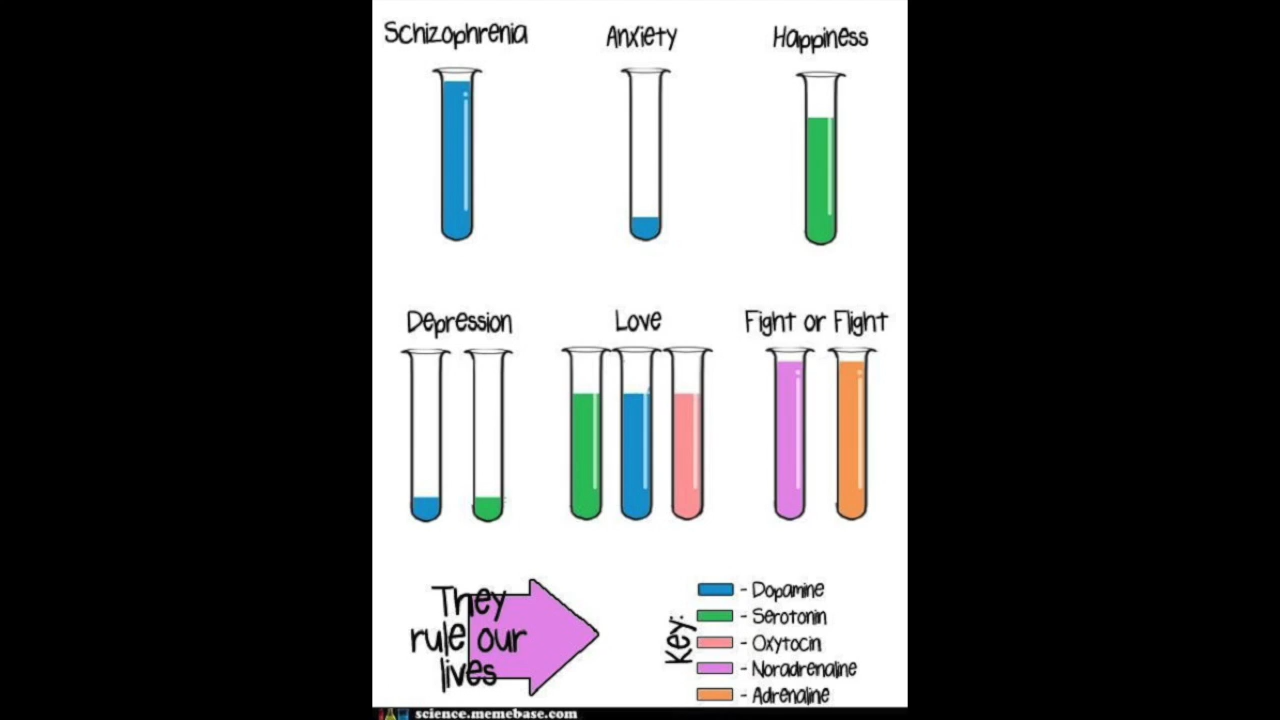 Schizophrenia Anxiety Happiness
Depression Love Fight or Flight
They
rule our
lives
Key:
- Dopamine
- Serotonin
- Oxytocin
- Noradrenaline
- Adrenaline
science.memebase.com